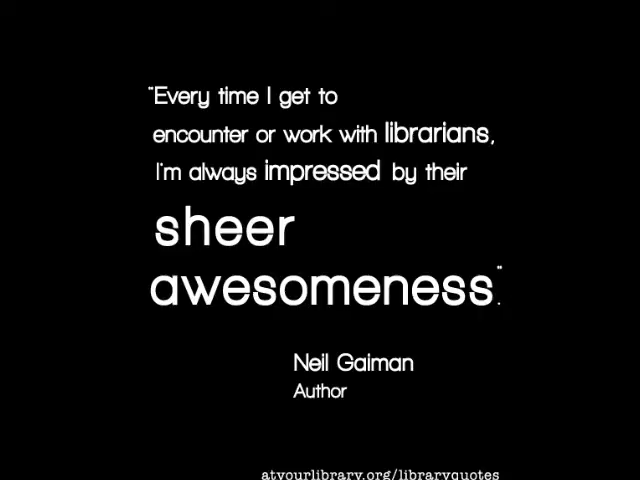 "Every time I get to
encounter or work with librarians,
I'm always impressed by their
sheer
awesomeness."
Neil Gaiman
Author
atyourlibrary.org/libraryquotes